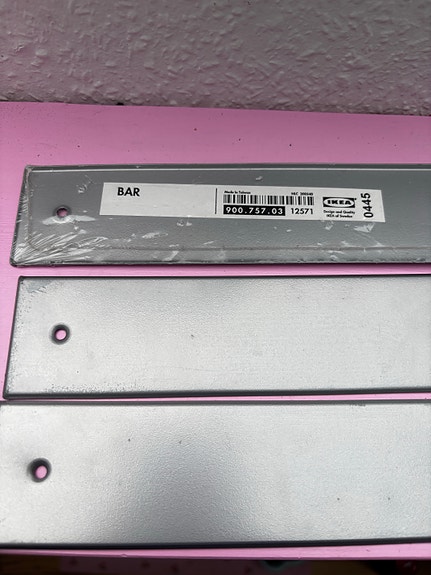 BAR
Made in Taiwan
900.757.03
12571
IKEA
Design and Quality
IKEA of Sweden
0445